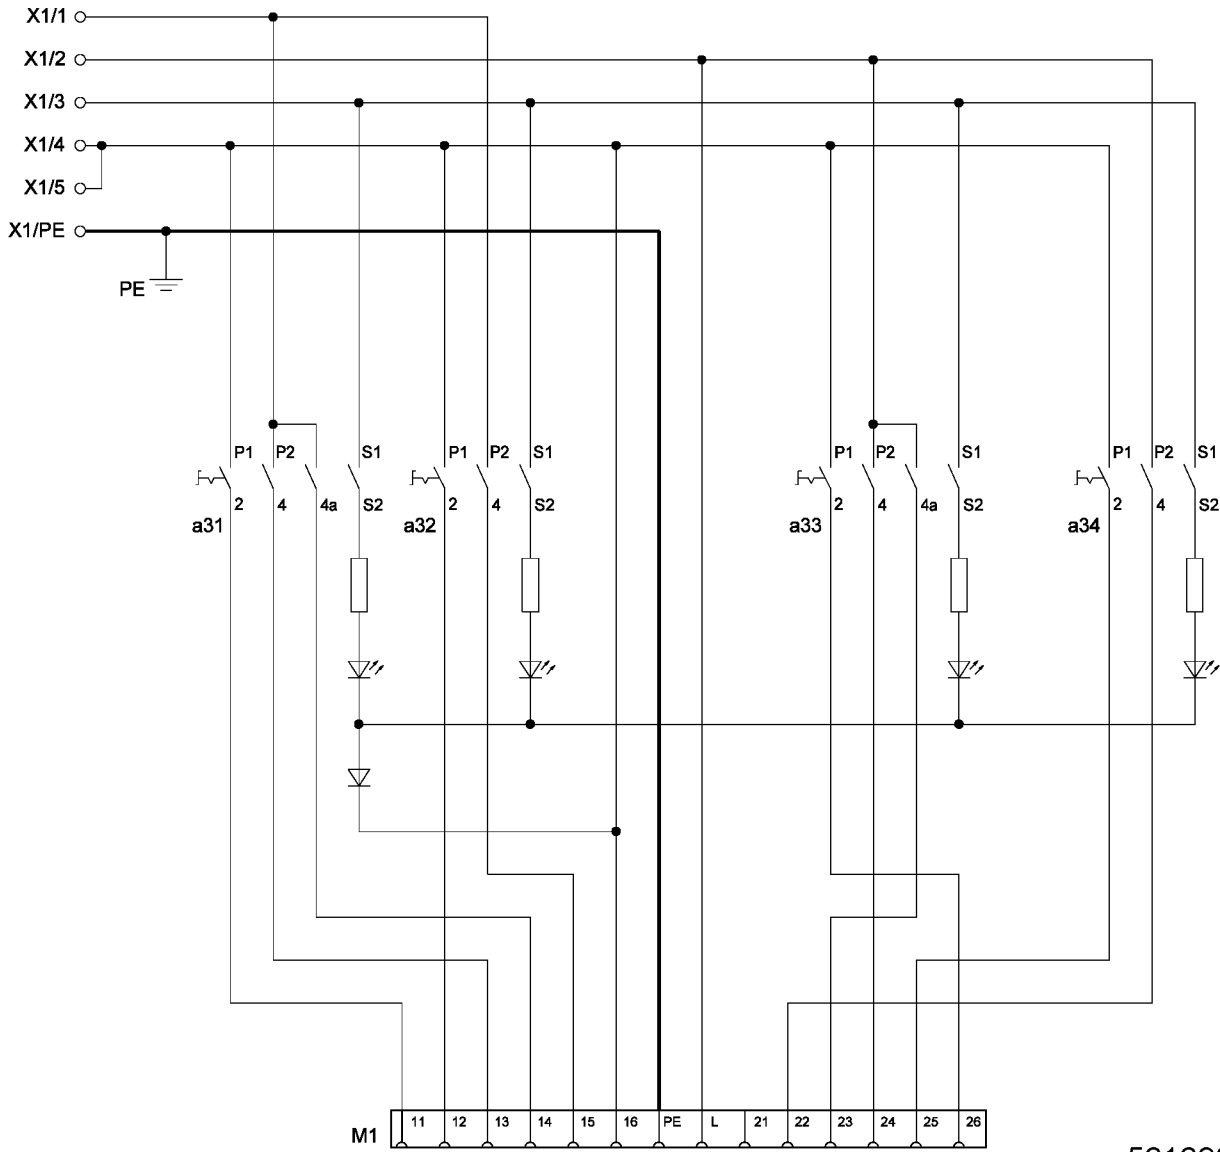 X1/1
X1/2
X1/3
X1/4
X1/5
X1/PE
PE
P1 P2 S1 P1 P2 S1 P1 P2 S1 P1 P2 S1
2 4 4a S2 2 4 S2 2 4 4a S2 2 4 S2
a31 a32 a33 a34
M1 11 12 13 14 15 16 PE L 21 22 23 24 25 26